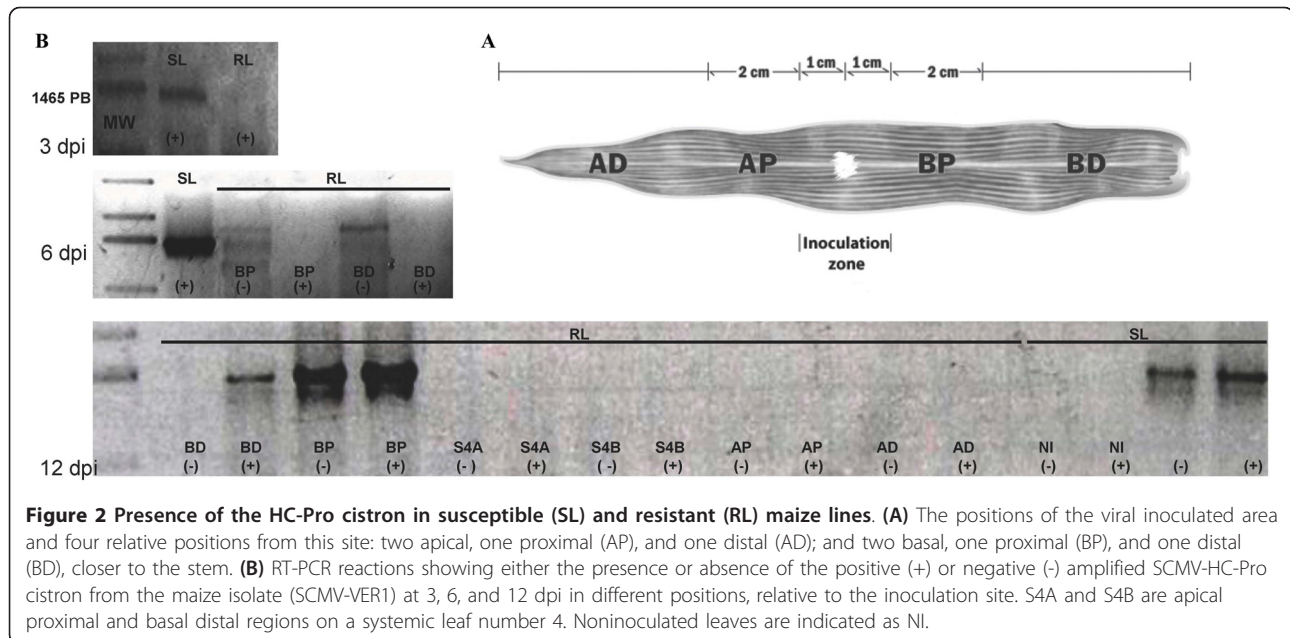 B
SL RL
1465 PB
MW (+) (+)
3 dpi
SL RL
6 dpi
BP BP BD BD
(+) (-) (+) (-) (+)
A
2 cm 1 cm 1 cm 2 cm
AD AP BP BD
Inoculation
zone
RL SL
BD BD BP BP S4A S4A S4B S4B AP AP AD AD NI NI
12 dpi (-) (+) (-) (+) (-) (+) (-) (+) (-) (+) (-) (+) (-) (+) (-) (+)
Figure 2 Presence of the HC-Pro cistron in susceptible (SL) and resistant (RL) maize lines. (A) The positions of the viral inoculated area
and four relative positions from this site: two apical, one proximal (AP), and one distal (AD); and two basal, one proximal (BP), and one distal
(BD), closer to the stem. (B) RT-PCR reactions showing either the presence or absence of the positive (+) or negative (-) amplified SCMV-HC-Pro
cistron from the maize isolate (SCMV-VER1) at 3, 6, and 12 dpi in different positions, relative to the inoculation site. S4A and S4B are apical
proximal and basal distal regions on a systemic leaf number 4. Noninoculated leaves are indicated as NI.